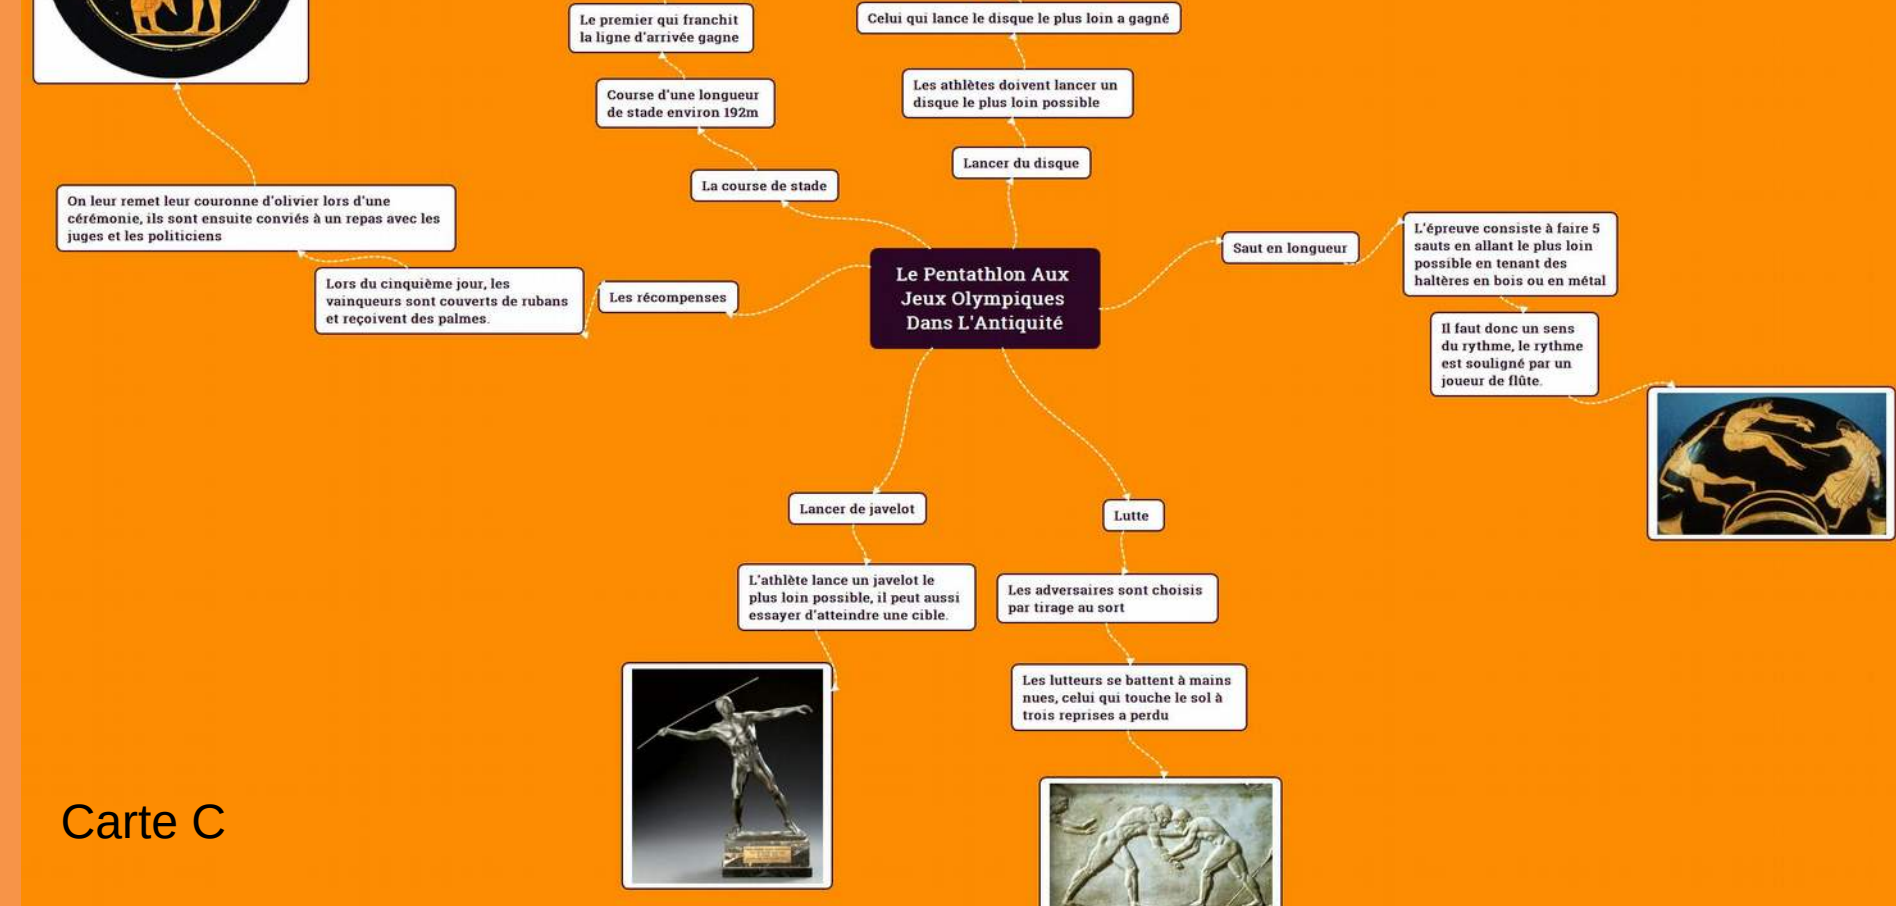 Le premier qui franchit
la ligne d'arrivée gagne
Celui qui lance le disque le plus loin a gagné
Course d'une longueur
de stade environ 192m
Les athlètes doivent lancer un
disque le plus loin possible
La course de stade
Lancer du disque
On leur remet leur couronne d'olivier lors d'une
cérémonie, ils sont ensuite conviés à un repas avec les
juges et les politiciens
Lors du cinquième jour, les
vainqueurs sont couverts de rubans
et reçoivent des palmes.
Les récompenses
Le Pentathlon Aux
Jeux Olympiques
Dans L'Antiquité
Saut en longueur
L'épreuve consiste à faire 5
sauts en allant le plus loin
possible en tenant des
haltères en bois ou en métal
Il faut donc un sens
du rythme, le rythme
est souligné par un
joueur de flûte.
Lancer de javelot
L'athlète lance un javelot le
plus loin possible, il peut aussi
essayer d'atteindre une cible.
Lutte
Les adversaires sont choisis
par tirage au sort
Les lutteurs se battent à mains
nues, celui qui touche le sol à
trois reprises a perdu
Carte C